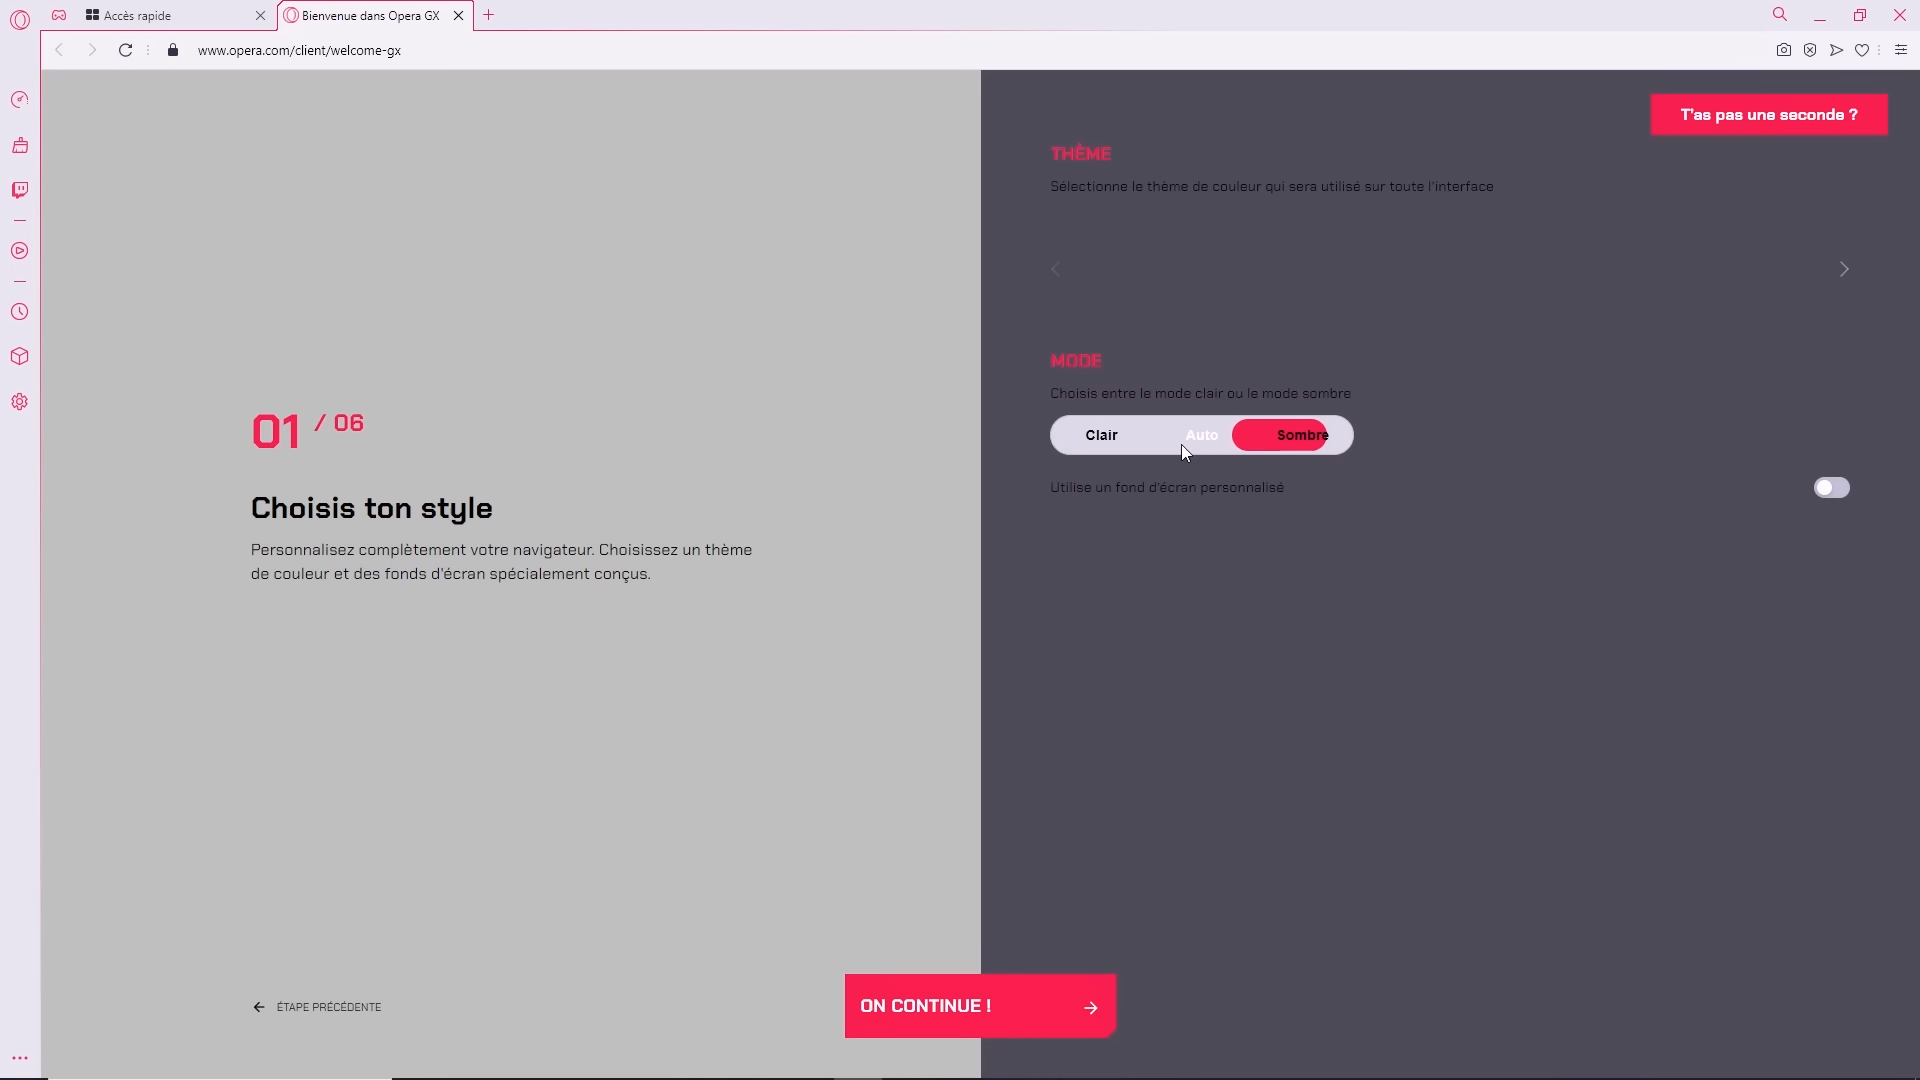 Accès rapide
Bienvenue dans Opera GX
www.opera.com/client/welcome-gx
T'as pas une seconde ?
THÈME
Sélectionne le thème de couleur qui sera utilisé sur toute l'interface
MODE
Choisis entre le mode clair ou le mode sombre
Clair Auto Sombre
Utilise un fond d'écran personnalisé
01 / 06
Choisis ton style
Personnalisez complètement votre navigateur. Choisissez un thème
de couleur et des fonds d'écran spécialement conçus.
ÉTAPE PRÉCÉDENTE
ON CONTINUE !